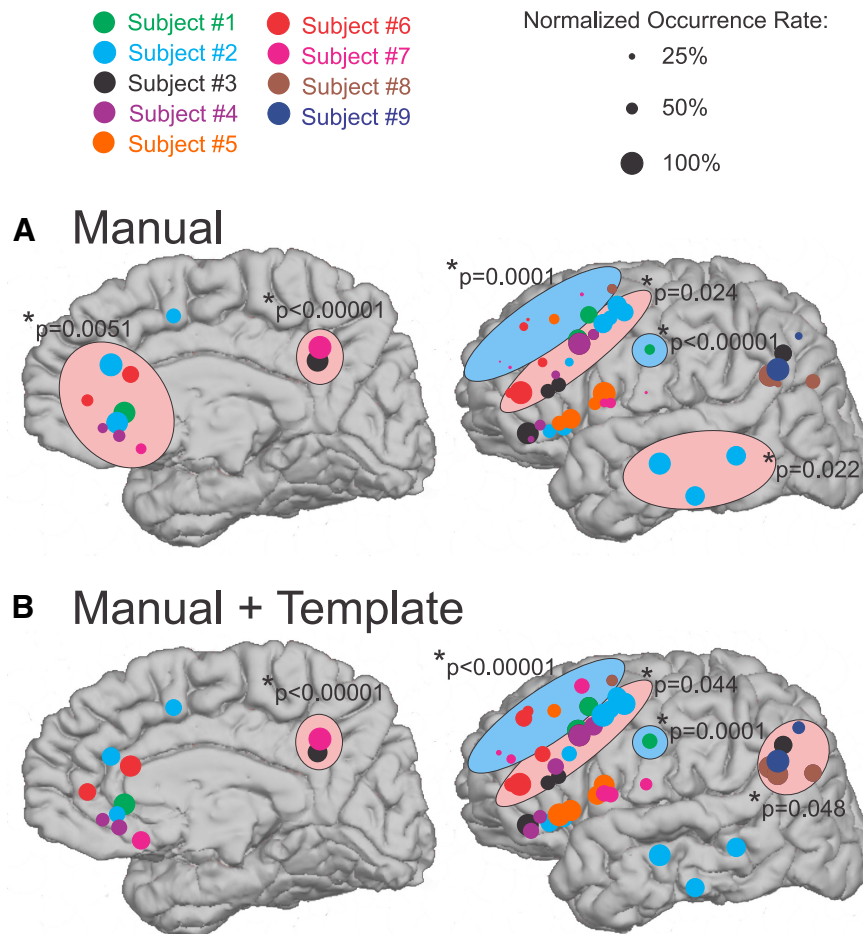 Subject #1
Subject #2
Subject #3
Subject #4
Subject #5
Subject #6
Subject #7
Subject #8
Subject #9
Normalized Occurrence Rate:
25%
50%
100%
A Manual
*p=0.0051
*p<0.00001
*p=0.0001
*p=0.024
*p<0.00001
*p=0.022
B Manual + Template
*p<0.00001
*p<0.00001
*p=0.044
*p=0.0001
*p=0.048